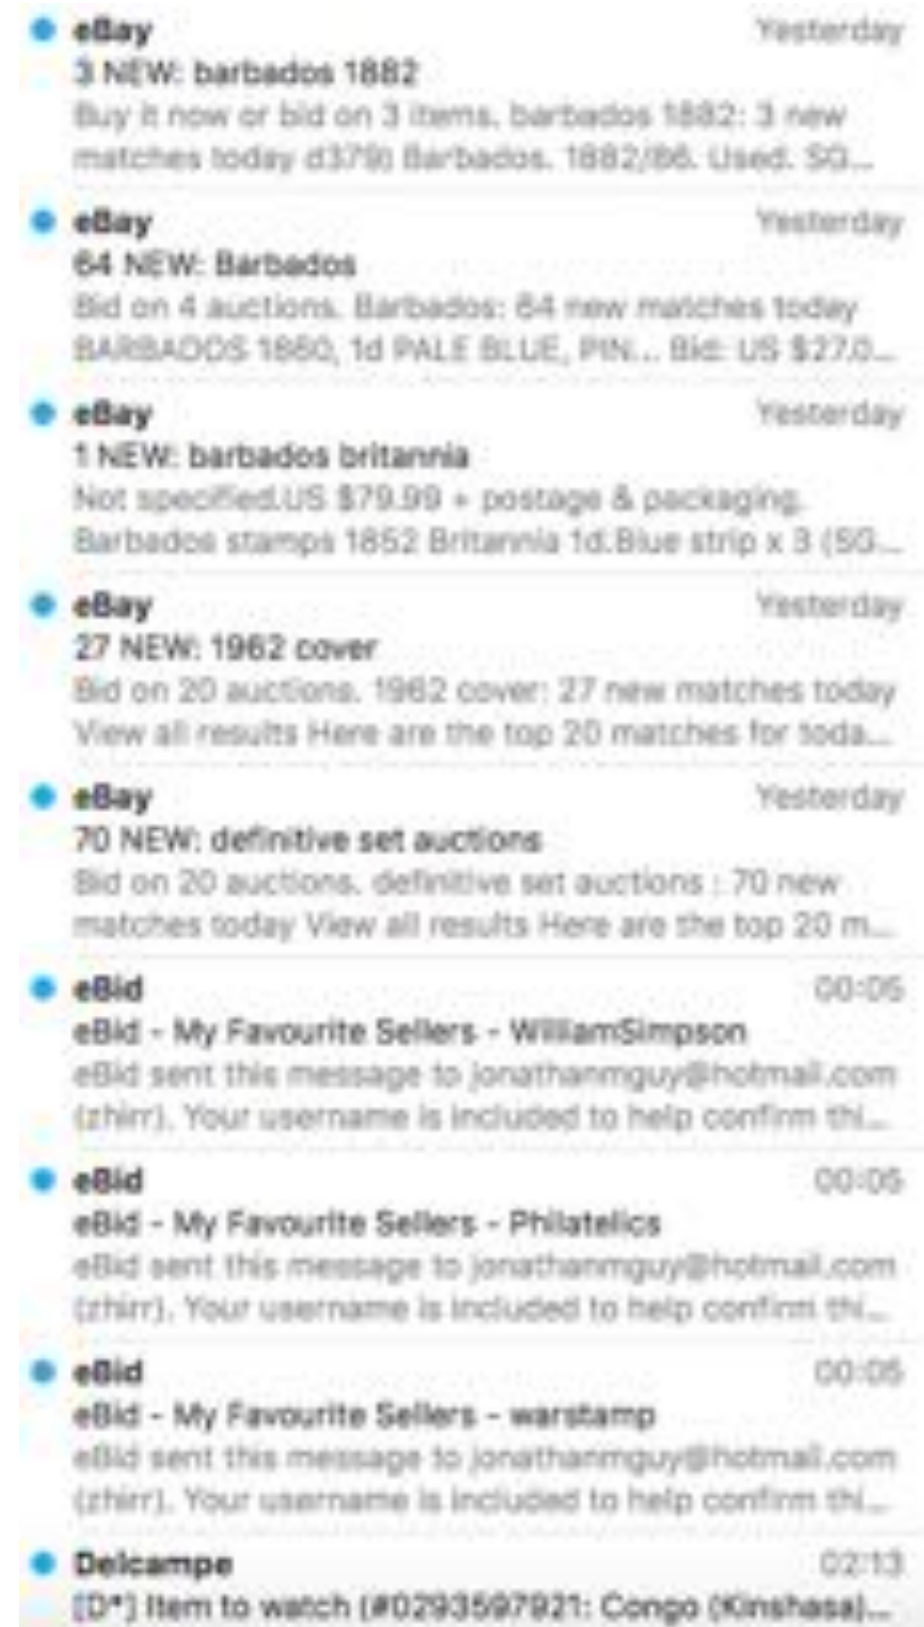 eBay Yesterday
3 NEW: barbados 1882
Buy it now or bid on 3 items. barbados 1882: 3 new
matches today d379) Barbados. 1882/86. Used. SG...
eBay Yesterday
64 NEW: Barbados
Bid on 4 auctions. Barbados: 64 new matches today
BARBADOS 1860, 1d PALE BLUE, PIN... Bid: US $27.0...
eBay Yesterday
1 NEW: barbados britannia
Not specified.US $79.99 + postage & packaging.
Barbados stamps 1852 Britannia 1d.Blue strip x 3 (SG...
eBay Yesterday
27 NEW: 1962 cover
Bid on 20 auctions. 1962 cover: 27 new matches today
View all results Here are the top 20 matches for toda...
eBay Yesterday
70 NEW: definitive set auctions
Bid on 20 auctions. definitive set auctions : 70 new
matches today View all results Here are the top 20 m...
eBid 00:05
eBid - My Favourite Sellers - WilliamSimpson
eBid sent this message to jonathanmguy@hotmail.com
(zhirr). Your username is included to help confirm thi...
eBid 00:05
eBid - My Favourite Sellers - Philatelics
eBid sent this message to jonathanmguy@hotmail.com
(zhirr). Your username is included to help confirm thi...
eBid 00:05
eBid - My Favourite Sellers - warstamp
eBid sent this message to jonathanmguy@hotmail.com
(zhirr). Your username is included to help confirm thi...
Delcampe 02:13
[D*] Item to watch (#0293597921: Congo (Kinshasa)...